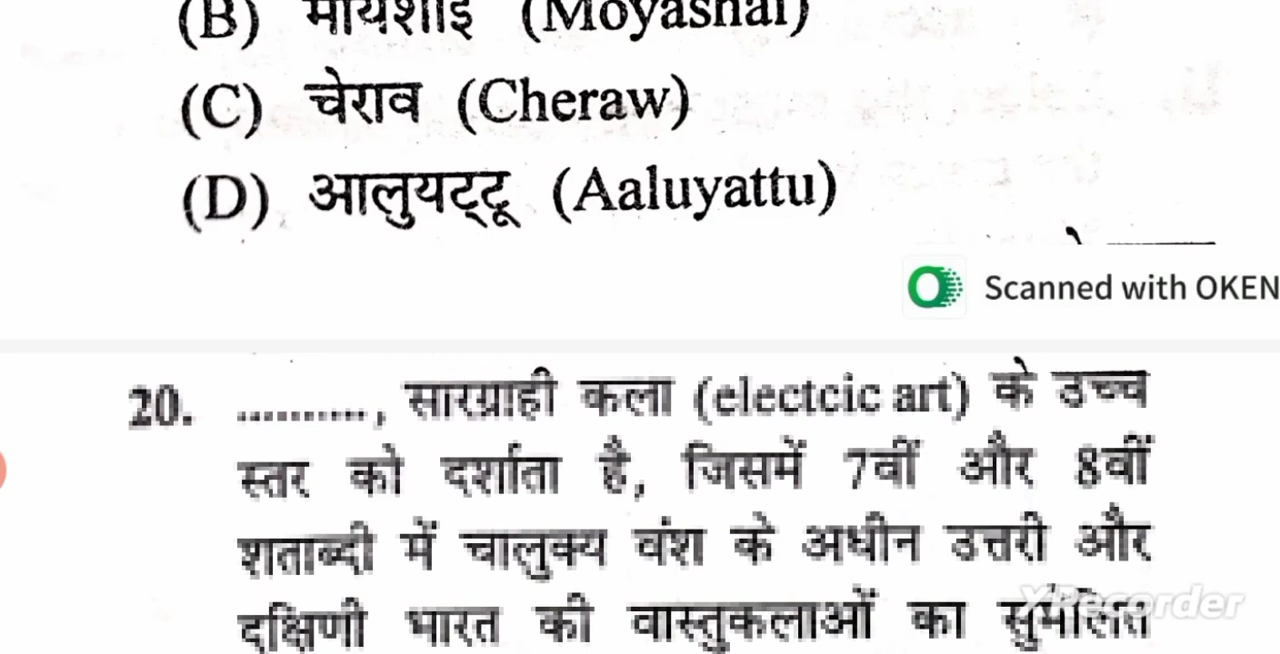 (B) मोयशाई (Moyashai)
(C) चेराव (Cheraw)
(D) आलुयट्टू (Aaluyattu)
Scanned with OKEN
20. ..........., सारग्राही कला (electcic art) के उच्च
स्तर को दर्शाता है, जिसमें 7वीं और 8वीं
शताब्दी में चालुक्य वंश के अधीन उत्तरी और
दक्षिणी भारत की वास्तुकलाओं का सुमेलित
XRecorder